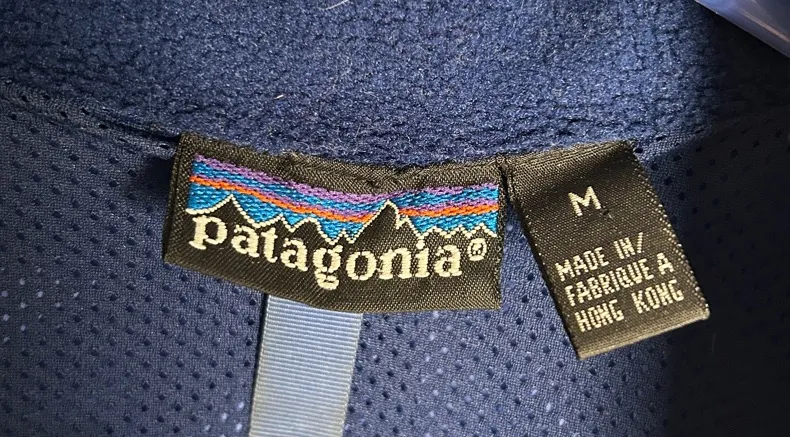 patagonia®
M
MADE IN/
FABRIQUE A
HONG KONG